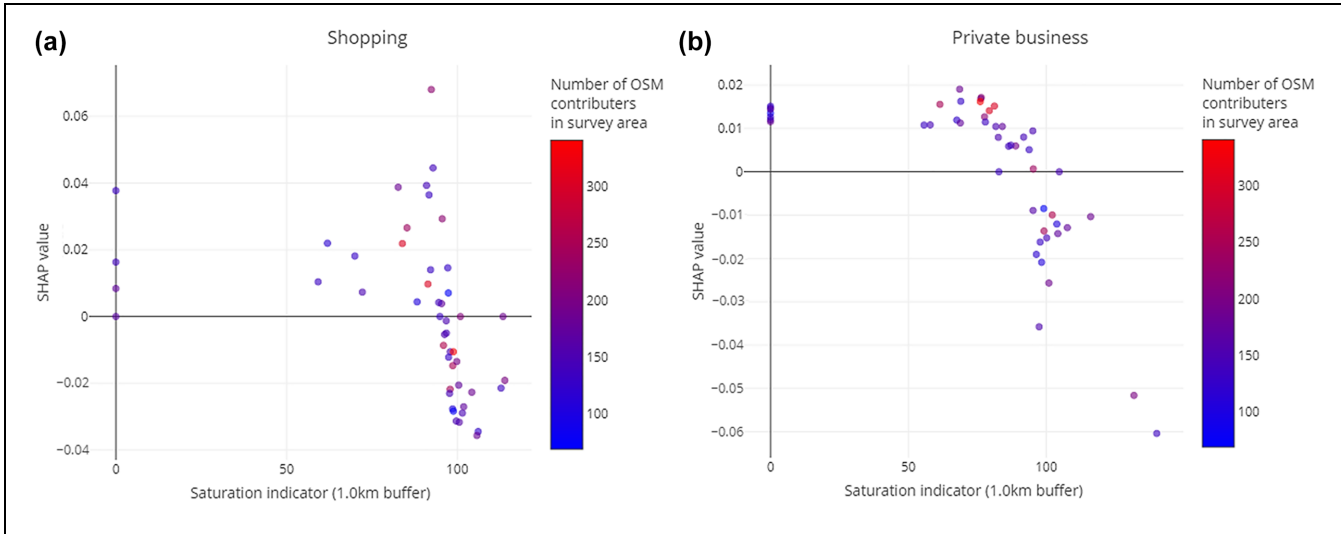 (a)
Shopping
0.06
0.04
0.02
0
−0.02
−0.04
SHAP value
0
50
100
Saturation indicator (1.0km buffer)
Number of OSM
contributers
in survey area
300
250
200
150
100
(b)
Private business
0.02
0.01
0
−0.01
−0.02
−0.03
−0.04
−0.05
−0.06
SHAP value
0
50
100
Saturation indicator (1.0km buffer)
Number of OSM
contributers
in survey area
300
250
200
150
100